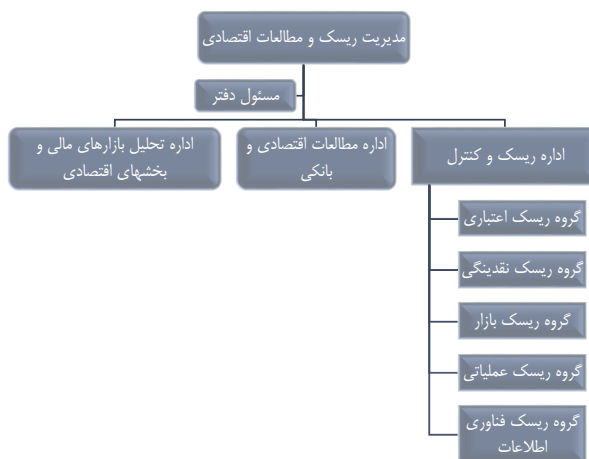 مدیریت ریسک و مطالعات اقتصادی
مسئول دفتر
اداره ریسک و کنترل
اداره مطالعات اقتصادی و
بانکی
اداره تحلیل بازارهای مالی و
بخشهای اقتصادی
گروه ریسک اعتباری
گروه ریسک نقدینگی
گروه ریسک بازار
گروه ریسک عملیاتی
گروه ریسک فناوری
اطلاعات